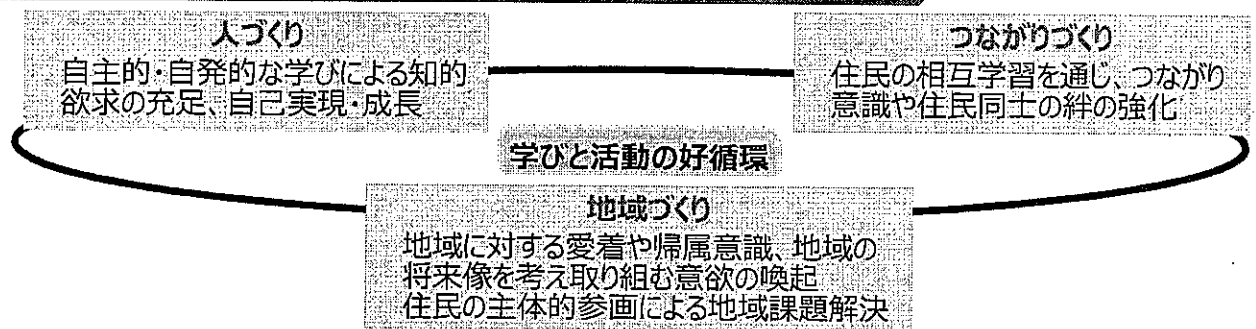 人づくり
自主的・自発的な学びによる知的
欲求の充足、自己実現・成長
つながりづくり
住民の相互学習を通じ、つながり
意識や住民同士の絆の強化
学びと活動の好循環
地域づくり
地域に対する愛着や帰属意識、地域の
将来像を考え取り組む意欲の喚起
住民の主体的参画による地域課題解決